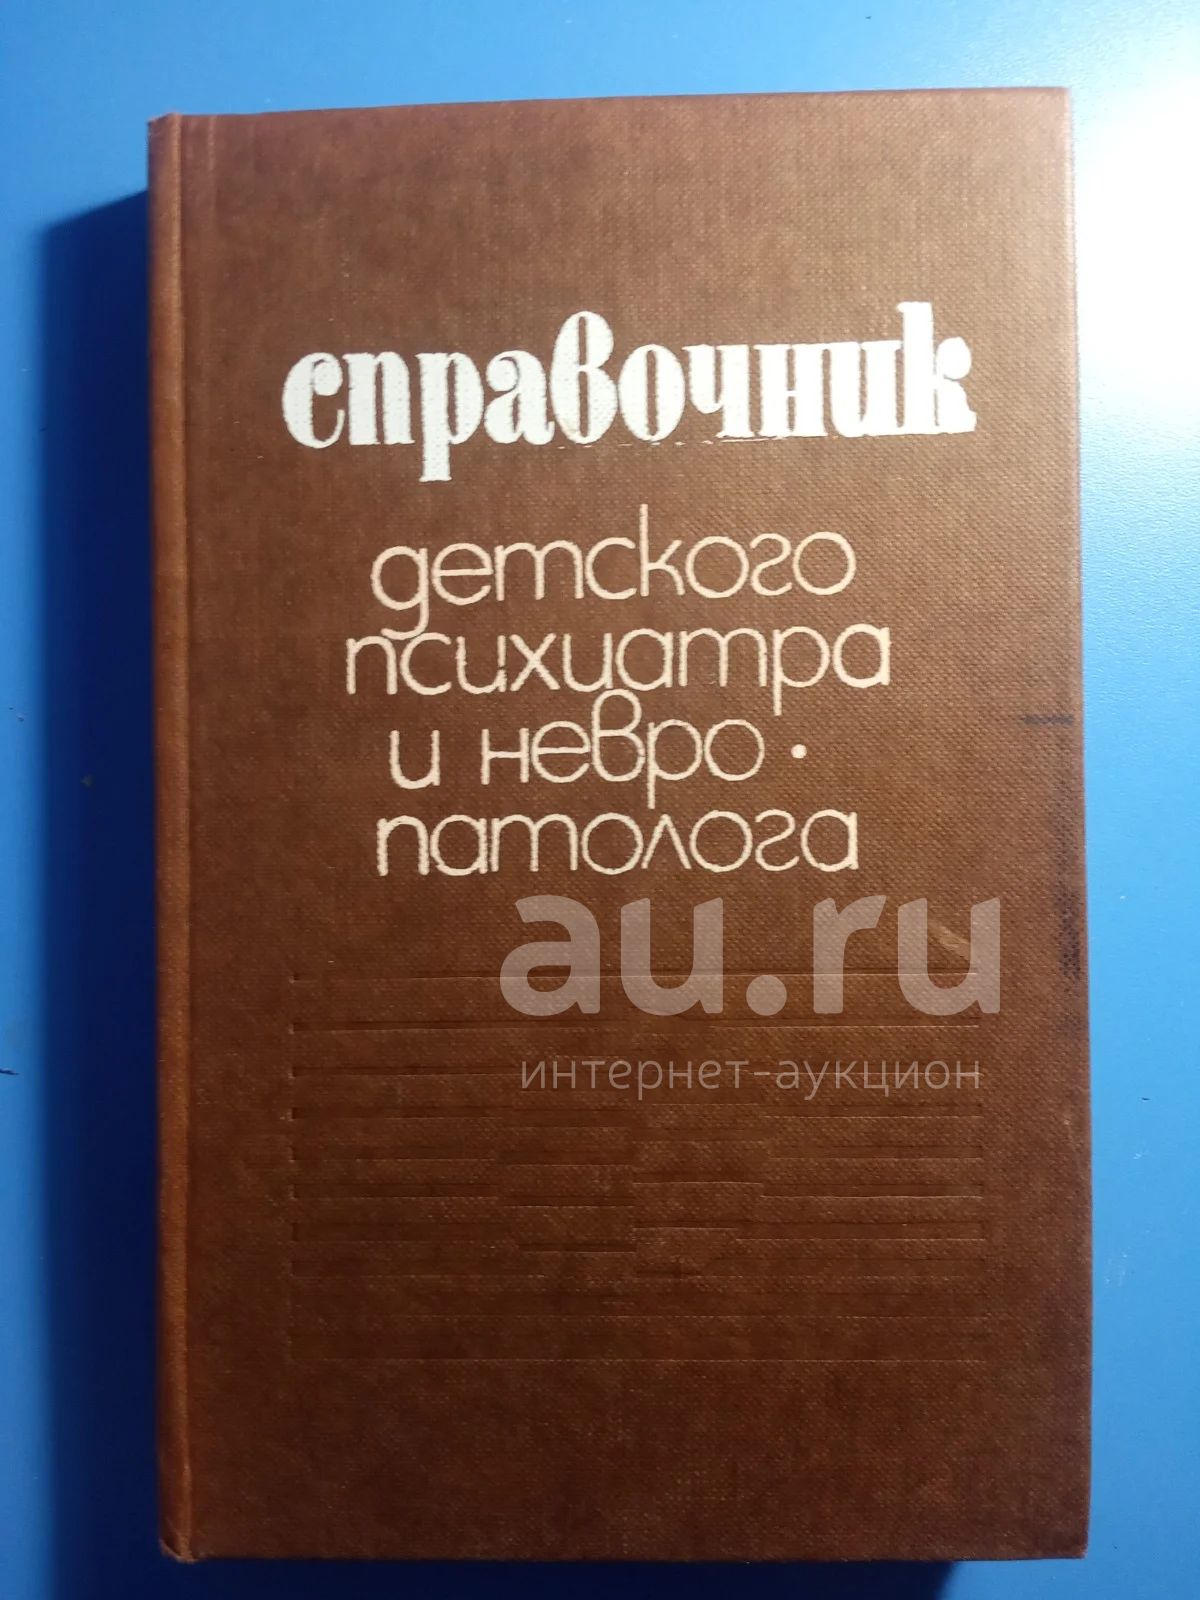 справочник
детского
психиатра
и невро-
патолога
au.ru
интернет-аукцион